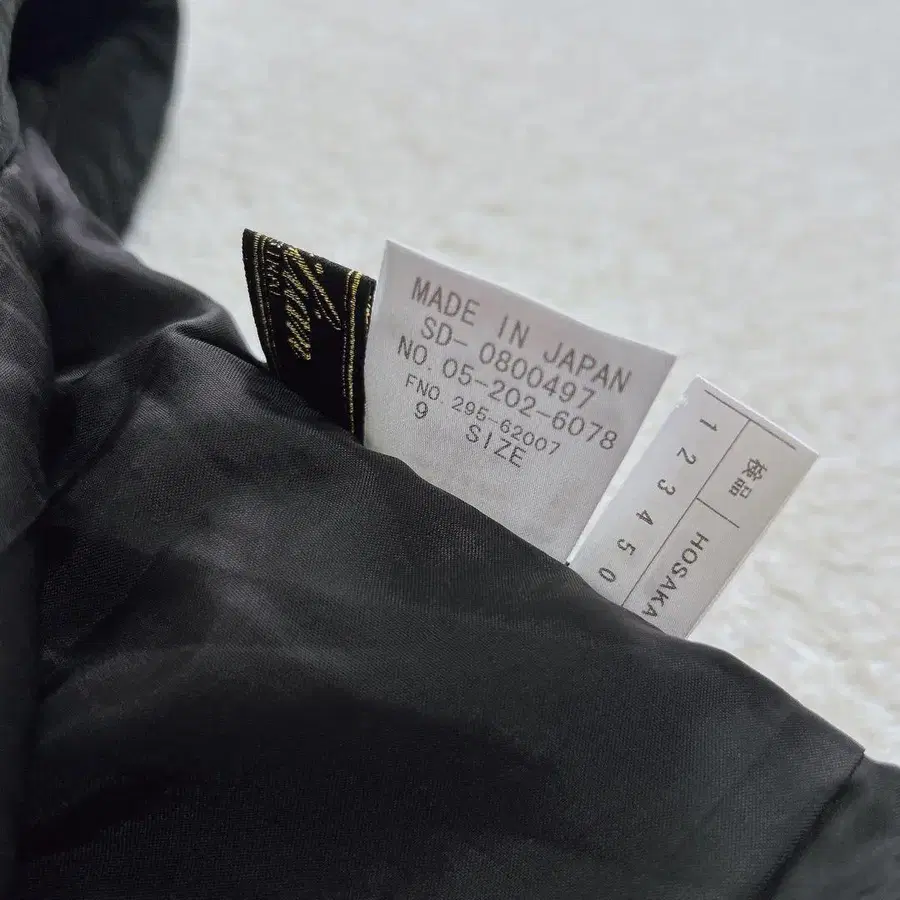 MADE IN JAPAN
SD- 0800497
NO. 05-202-6078
FNO. 295-62007
9 SIZE
検品 HOSAKA
1 2 3 4 5 0